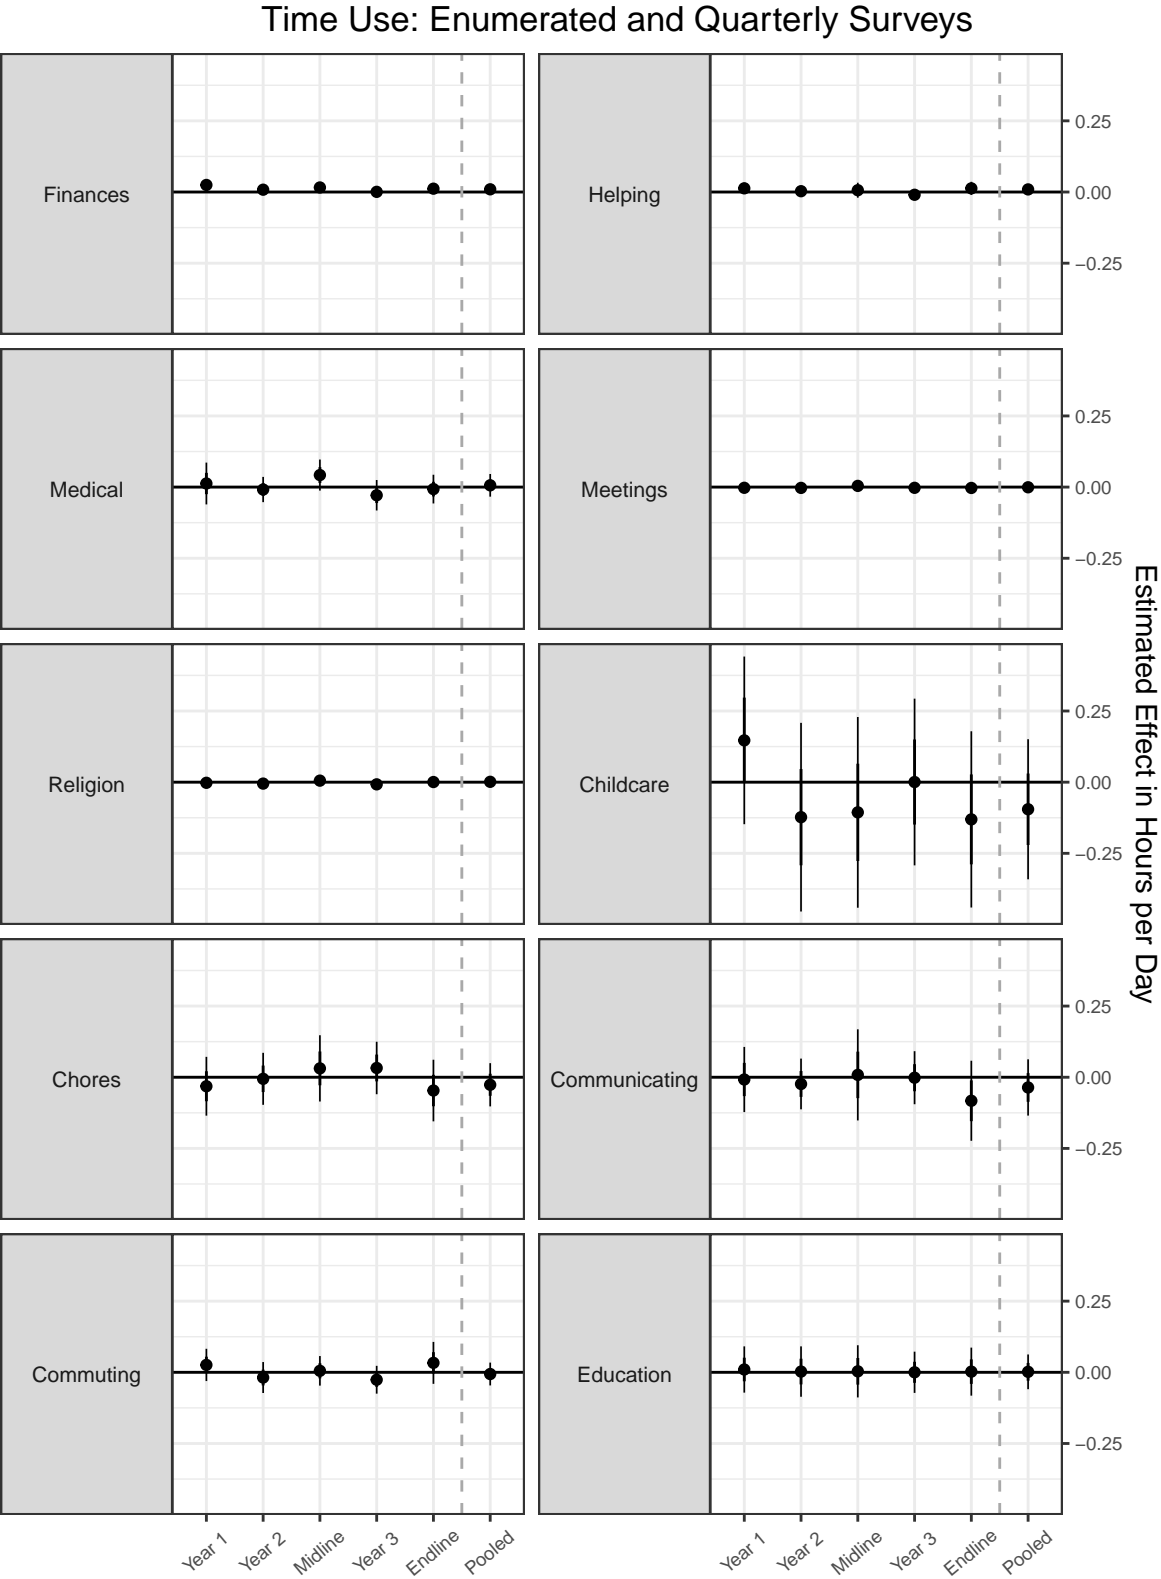 Time Use: Enumerated and Quarterly Surveys
Finances
Helping
0.25
0.00
−0.25
Medical
Meetings
0.25
0.00
−0.25
Religion
Childcare
0.25
0.00
−0.25
Chores
Communicating
0.25
0.00
−0.25
Commuting
Education
0.25
0.00
−0.25
Year 1 Year 2 Midline Year 3 Endline Pooled
Year 1 Year 2 Midline Year 3 Endline Pooled
Estimated Effect in Hours per Day